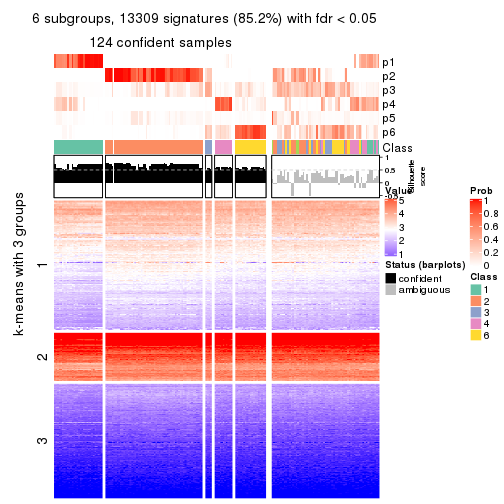 6 subgroups, 13309 signatures (85.2%) with fdr < 0.05
124 confident samples
p1
p2
p3
p4
p5
p6
Class
1
0.5
0
-0.5
Silhouette
score
k-means with 3 groups
1
2
3
Value
5
4
3
2
1
Status (barplots)
confident
ambiguous
Prob
1
0.8
0.6
0.4
0.2
0
Class
1
2
3
4
6